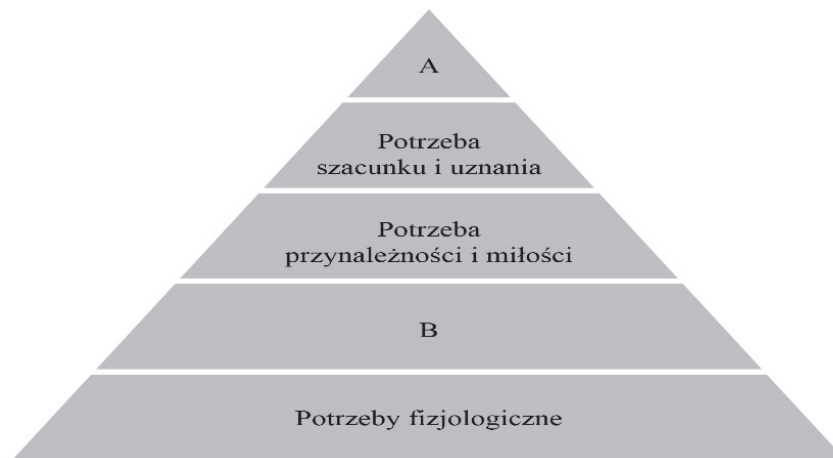 A
Potrzeba
szacunku i uznania
Potrzeba
przynależności i miłości
B
Potrzeby fizjologiczne